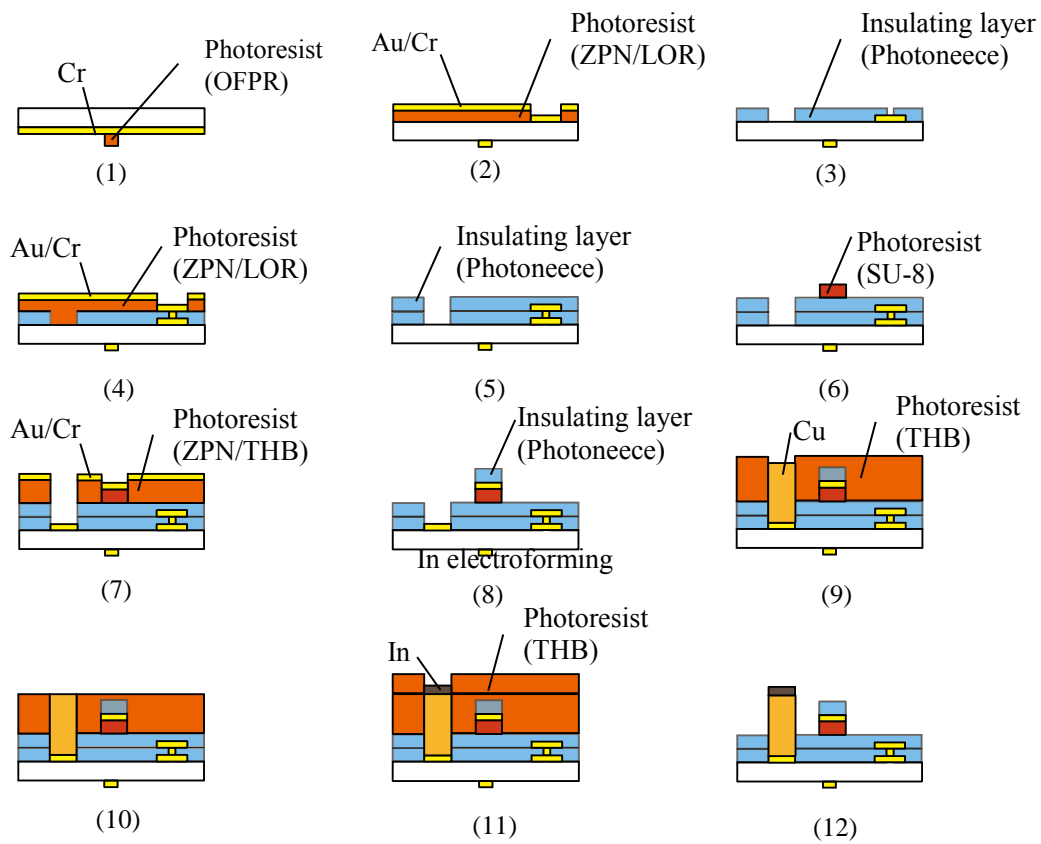 Cr
Photoresist
(OFPR)
(1)
Au/Cr
Photoresist
(ZPN/LOR)
(2)
Insulating layer
(Photoneece)
(3)
Au/Cr
Photoresist
(ZPN/LOR)
(4)
Insulating layer
(Photoneece)
(5)
Photoresist
(SU-8)
(6)
Au/Cr
Photoresist
(ZPN/THB)
(7)
Insulating layer
(Photoneece)
In electroforming
(8)
Cu
Photoresist
(THB)
(9)
(10)
In
Photoresist
(THB)
(11)
(12)